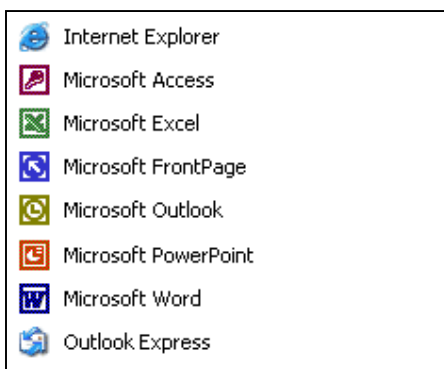 Internet Explorer
Microsoft Access
Microsoft Excel
Microsoft FrontPage
Microsoft Outlook
Microsoft PowerPoint
Microsoft Word
Outlook Express